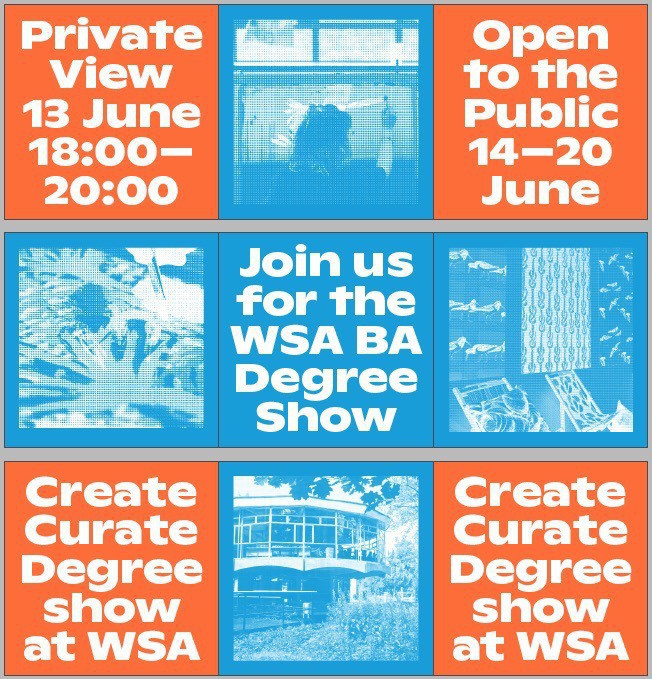 Private
View
13 June
18:00—
20:00
Open
to the
Public
14—20
June
Join us
for the
WSA BA
Degree
Show
Create
Curate
Degree
show
at WSA
Create
Curate
Degree
show
at WSA